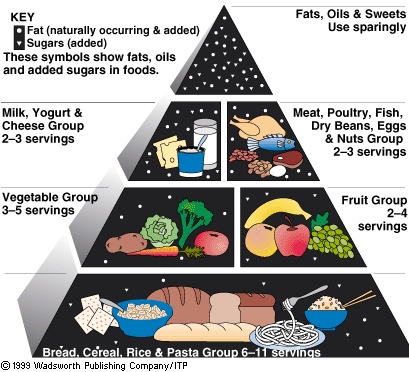 KEY
Fat (naturally occurring & added)
Sugars (added)
These symbols show fats, oils
and added sugars in foods.
Fats, Oils & Sweets
Use sparingly
Milk, Yogurt &
Cheese Group
2–3 servings
Meat, Poultry, Fish,
Dry Beans, Eggs
& Nuts Group
2–3 servings
Vegetable Group
3–5 servings
Fruit Group
2–4
servings
Bread, Cereal, Rice & Pasta Group 6–11 servings
© 1999 Wadsworth Publishing Company/ITP